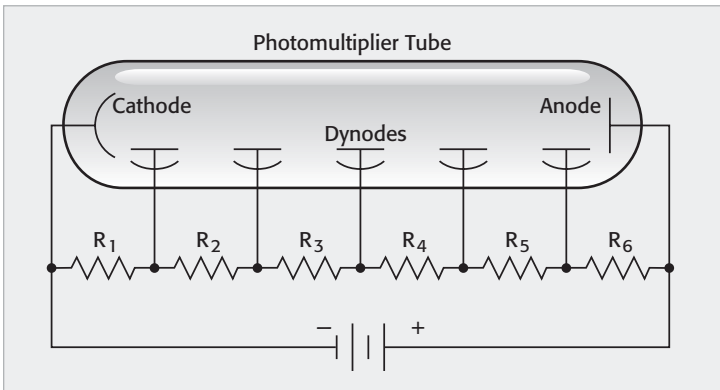 Photomultiplier Tube
Cathode
Anode
Dynodes
R1
R2
R3
R4
R5
R6
− +